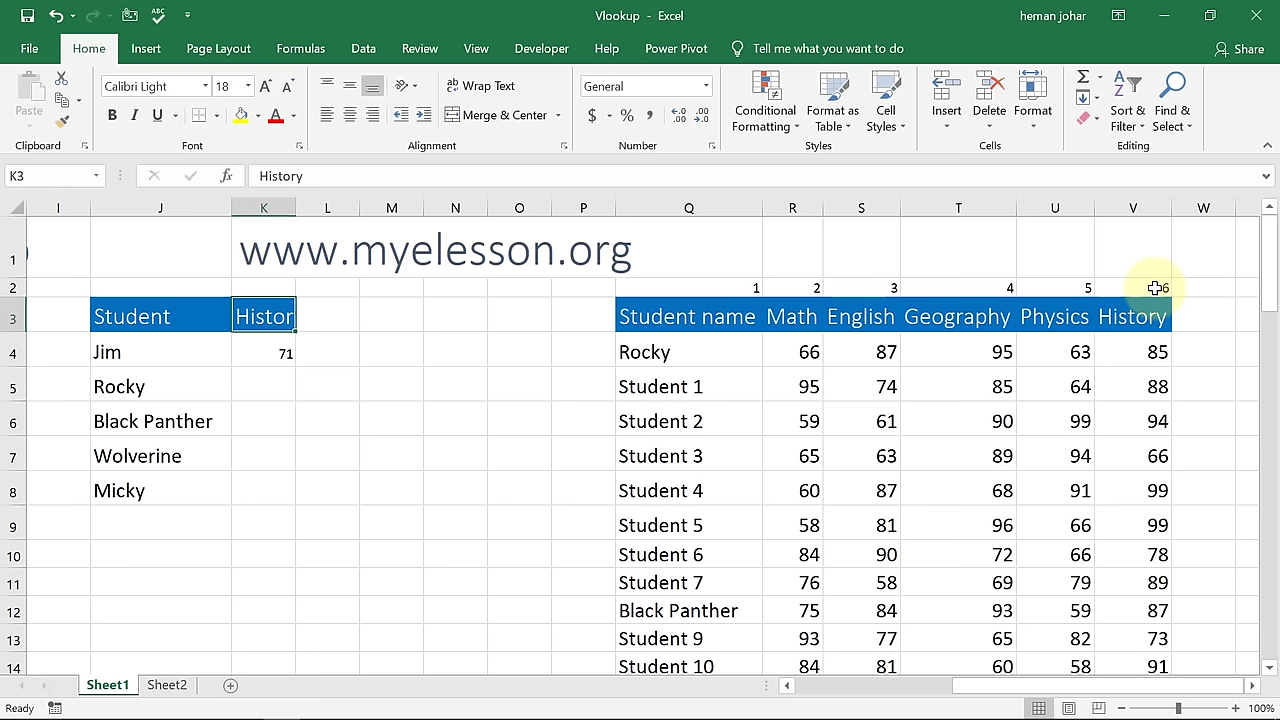 Vlookup - Excel
heman johar
File Home Insert Page Layout Formulas Data Review View Developer Help Power Pivot Tell me what you want to do Share
Paste
Calibri Light 18
Wrap Text
Merge & Center
General
Conditional Formatting
Format as Table
Cell Styles
Insert Delete Format
Sort & Filter
Find & Select
Clipboard Font Alignment Number Styles Cells Editing
K3 fx History
I J K L M N O P Q R S T U V W
1 www.myelesson.org
2 1 2 3 4 5 6
3 Student Histor Student name Math English Geography Physics History
4 Jim 71 Rocky 66 87 95 63 85
5 Rocky Student 1 95 74 85 64 88
6 Black Panther Student 2 59 61 90 99 94
7 Wolverine Student 3 65 63 89 94 66
8 Micky Student 4 60 87 68 91 99
9 Student 5 58 81 96 66 99
10 Student 6 84 90 72 66 78
11 Student 7 76 58 69 79 89
12 Black Panther 75 84 93 59 87
13 Student 9 93 77 65 82 73
14 Student 10 84 81 60 58 91
Sheet1 Sheet2
Ready 100%